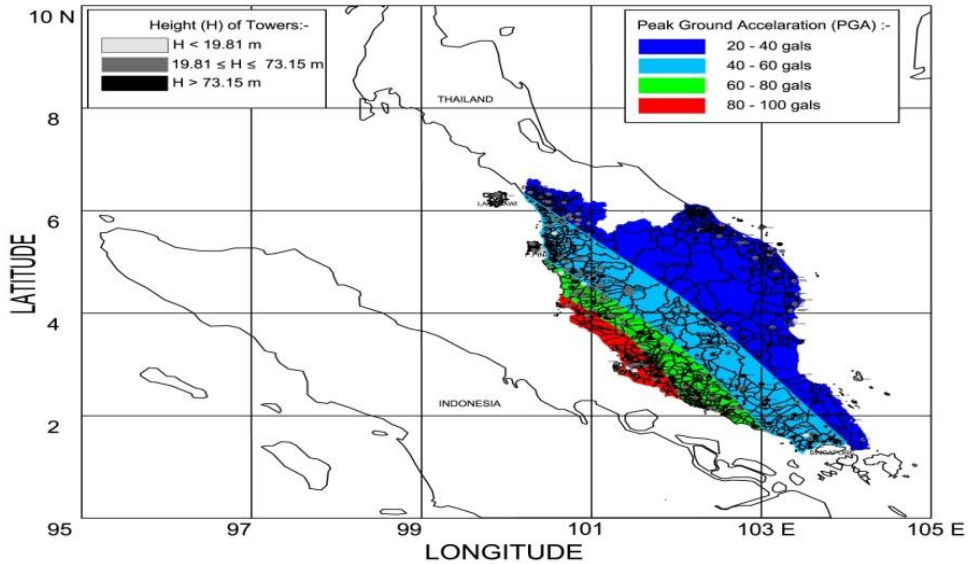 10 N
Height (H) of Towers:-
H < 19.81 m
19.81 ≤ H ≤ 73.15 m
H > 73.15 m
Peak Ground Accelaration (PGA) :-
20 - 40 gals
40 - 60 gals
60 - 80 gals
80 - 100 gals
THAILAND
8
6
LATITUDE
4
INDONESIA
2
SINGAPORE
95
97
99
101
103
105 E
LONGITUDE